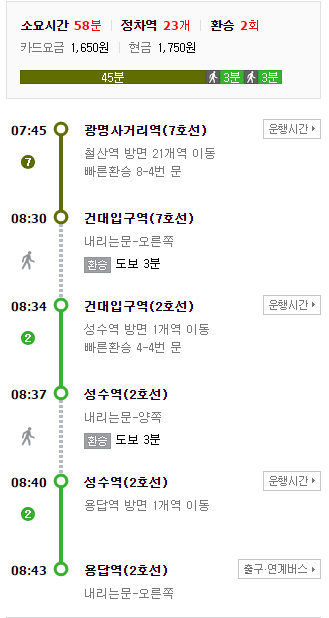 소요시간 58분 정차역 23개 환승 2회
카드요금 1,650원 현금 1,750원
45분 3분 3분
07:45 광명사거리역(7호선) 운행시간
철산역 방면 21개역 이동
7 빠른환승 8-4번 문
08:30 건대입구역(7호선)
내리는문-오른쪽
환승 도보 3분
08:34 건대입구역(2호선) 운행시간
성수역 방면 1개역 이동
2 빠른환승 4-4번 문
08:37 성수역(2호선)
내리는문-양쪽
환승 도보 3분
08:40 성수역(2호선) 운행시간
용답역 방면 1개역 이동
2
08:43 용답역(2호선) 출구·연계버스
내리는문-오른쪽